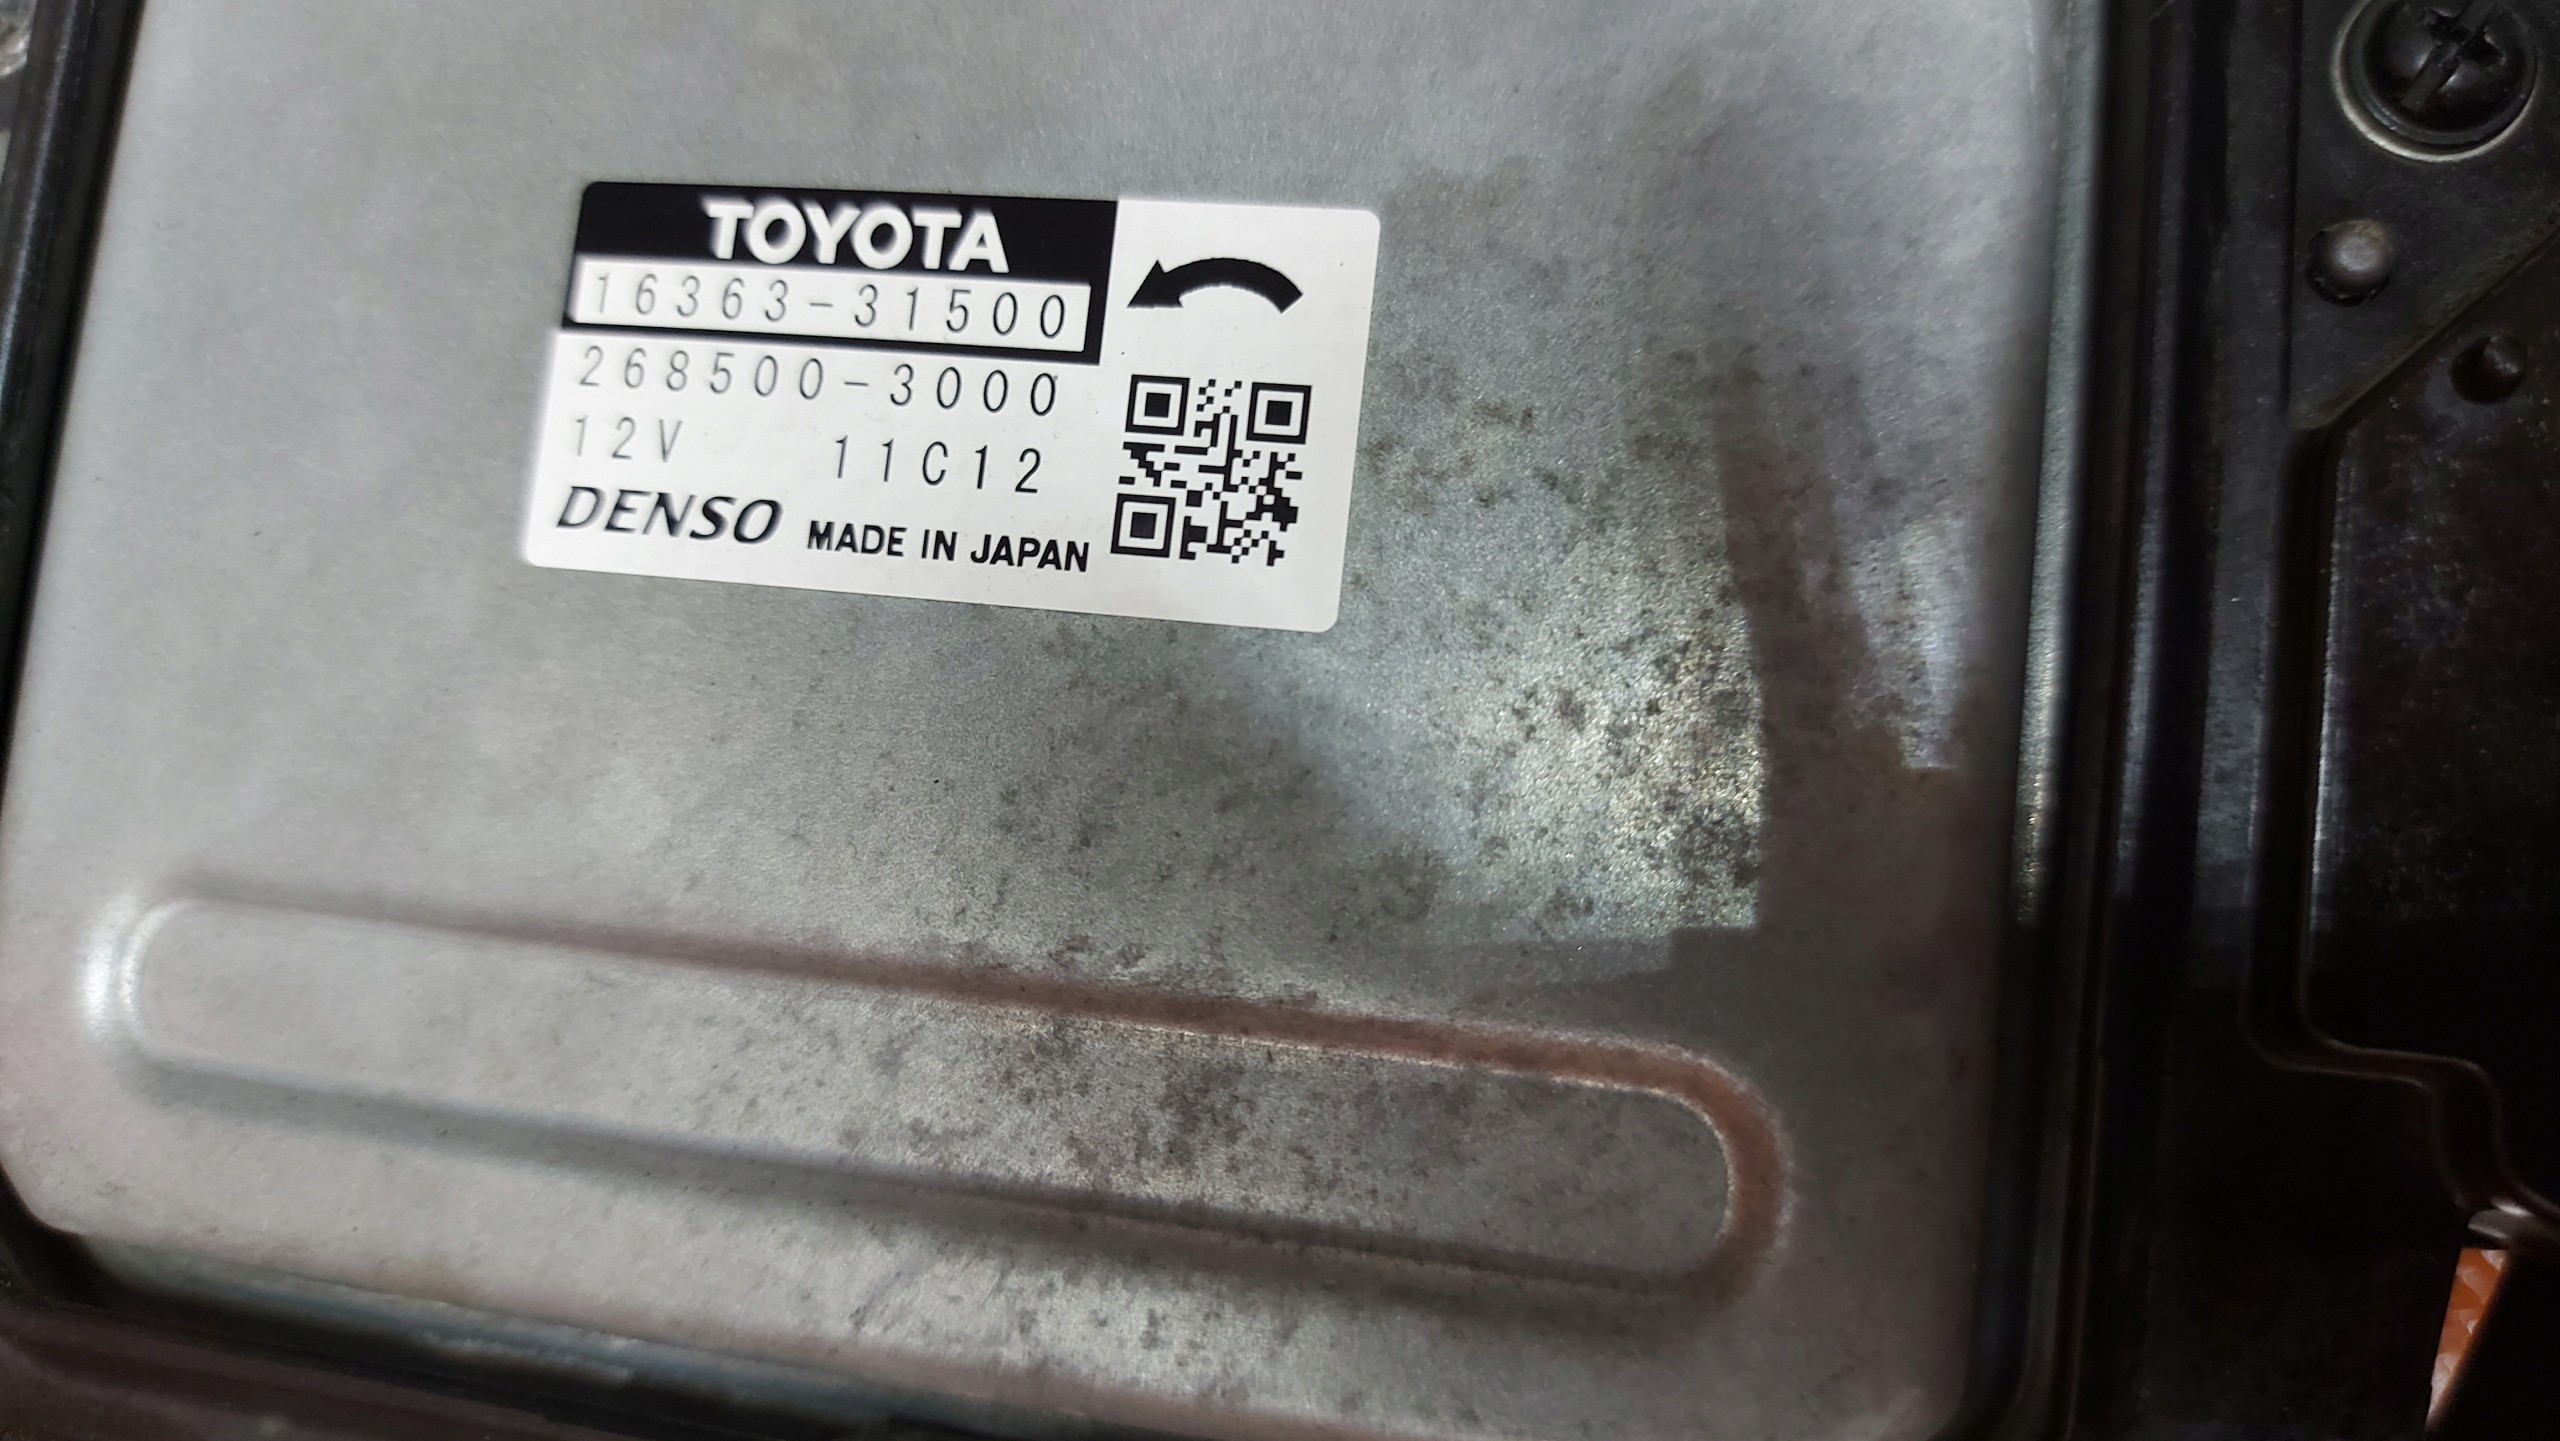 TOYOTA
16363-31500
268500-3000
12V 11C12
DENSO MADE IN JAPAN